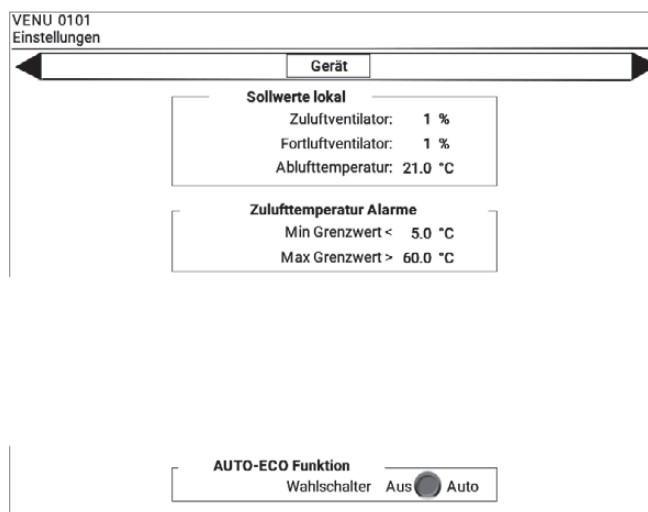 VENU 0101
Einstellungen
Gerät
Sollwerte lokal
Zuluftventilator: 1 %
Fortluftventilator: 1 %
Ablufttemperatur: 21.0 °C
Zulufttemperatur Alarme
Min Grenzwert < 5.0 °C
Max Grenzwert > 60.0 °C
AUTO-ECO Funktion
Wahlschalter Aus Auto